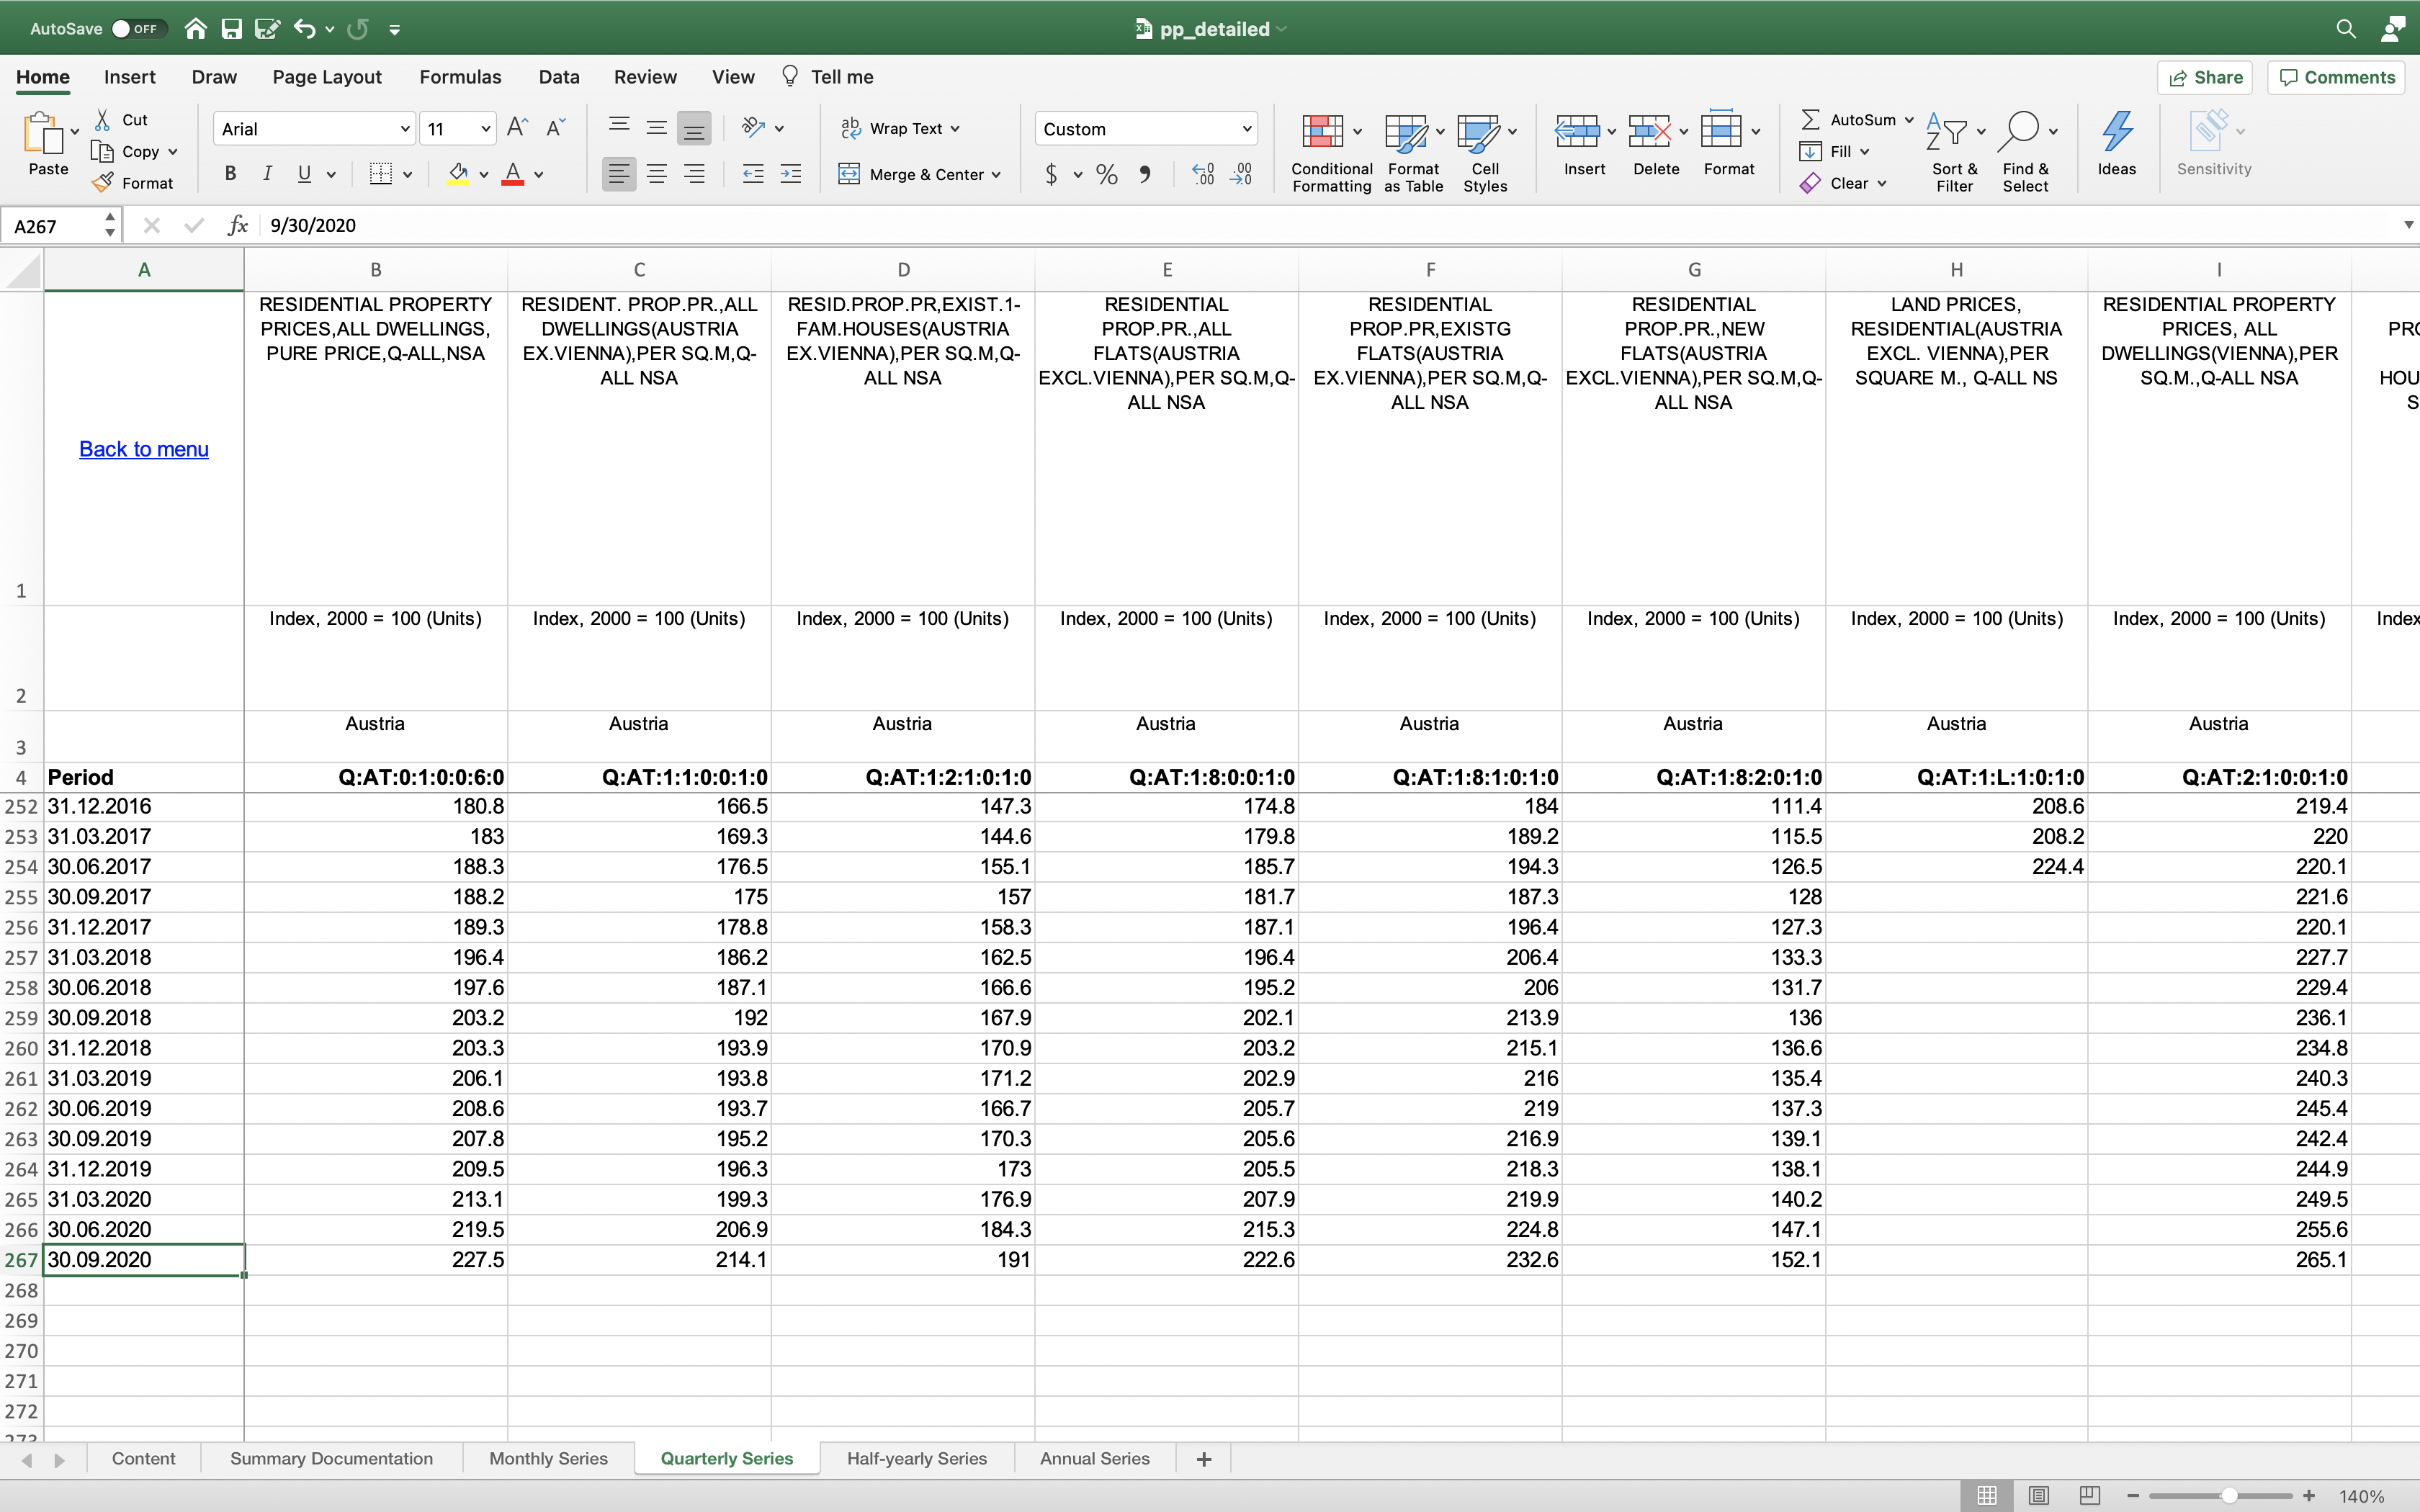 AutoSave OFF pp_detailed
Home Insert Draw Page Layout Formulas Data Review View Tell me Share Comments
Paste Cut Copy Format
Arial 11
B I U
Wrap Text
Merge & Center
Custom
$ % 9
Conditional Formatting
Format as Table
Cell Styles
Insert Delete Format
AutoSum
Fill
Clear
Sort & Filter
Find & Select
Ideas
Sensitivity
A267 fx 9/30/2020
A B C D E F G H I
1
Back to menu
RESIDENTIAL PROPERTY
PRICES,ALL DWELLINGS,
PURE PRICE,Q-ALL,NSA
RESIDENT. PROP.PR.,ALL
DWELLINGS(AUSTRIA
EX.VIENNA),PER SQ.M,Q-
ALL NSA
RESID.PROP.PR,EXIST.1-
FAM.HOUSES(AUSTRIA
EX.VIENNA),PER SQ.M,Q-
ALL NSA
RESIDENTIAL
PROP.PR.,ALL
FLATS(AUSTRIA
EXCL.VIENNA),PER SQ.M,Q-
ALL NSA
RESIDENTIAL
PROP.PR,EXISTG
FLATS(AUSTRIA
EX.VIENNA),PER SQ.M,Q-
ALL NSA
RESIDENTIAL
PROP.PR.,NEW
FLATS(AUSTRIA
EXCL.VIENNA),PER SQ.M,Q-
ALL NSA
LAND PRICES,
RESIDENTIAL(AUSTRIA
EXCL. VIENNA),PER
SQUARE M., Q-ALL NS
RESIDENTIAL PROPERTY
PRICES, ALL
DWELLINGS(VIENNA),PER
SQ.M.,Q-ALL NSA
PRO
HOU
S
2 Index, 2000 = 100 (Units) Index, 2000 = 100 (Units) Index, 2000 = 100 (Units) Index, 2000 = 100 (Units) Index, 2000 = 100 (Units) Index, 2000 = 100 (Units) Index, 2000 = 100 (Units) Index, 2000 = 100 (Units) Index
3 Austria Austria Austria Austria Austria Austria Austria Austria
4 Period Q:AT:0:1:0:0:6:0 Q:AT:1:1:0:0:1:0 Q:AT:1:2:1:0:1:0 Q:AT:1:8:0:0:1:0 Q:AT:1:8:1:0:1:0 Q:AT:1:8:2:0:1:0 Q:AT:1:L:1:0:1:0 Q:AT:2:1:0:0:1:0
252 31.12.2016 180.8 166.5 147.3 174.8 184 111.4 208.6 219.4
253 31.03.2017 183 169.3 144.6 179.8 189.2 115.5 208.2 220
254 30.06.2017 188.3 176.5 155.1 185.7 194.3 126.5 224.4 220.1
255 30.09.2017 188.2 175 157 181.7 187.3 128 221.6
256 31.12.2017 189.3 178.8 158.3 187.1 196.4 127.3 220.1
257 31.03.2018 196.4 186.2 162.5 196.4 206.4 133.3 227.7
258 30.06.2018 197.6 187.1 166.6 195.2 206 131.7 229.4
259 30.09.2018 203.2 192 167.9 202.1 213.9 136 236.1
260 31.12.2018 203.3 193.9 170.9 203.2 215.1 136.6 234.8
261 31.03.2019 206.1 193.8 171.2 202.9 216 135.4 240.3
262 30.06.2019 208.6 193.7 166.7 205.7 219 137.3 245.4
263 30.09.2019 207.8 195.2 170.3 205.6 216.9 139.1 242.4
264 31.12.2019 209.5 196.3 173 205.5 218.3 138.1 244.9
265 31.03.2020 213.1 199.3 176.9 207.9 219.9 140.2 249.5
266 30.06.2020 219.5 206.9 184.3 215.3 224.8 147.1 255.6
267 30.09.2020 227.5 214.1 191 222.6 232.6 152.1 265.1
268
269
270
271
272
273
Content Summary Documentation Monthly Series Quarterly Series Half-yearly Series Annual Series +
140%